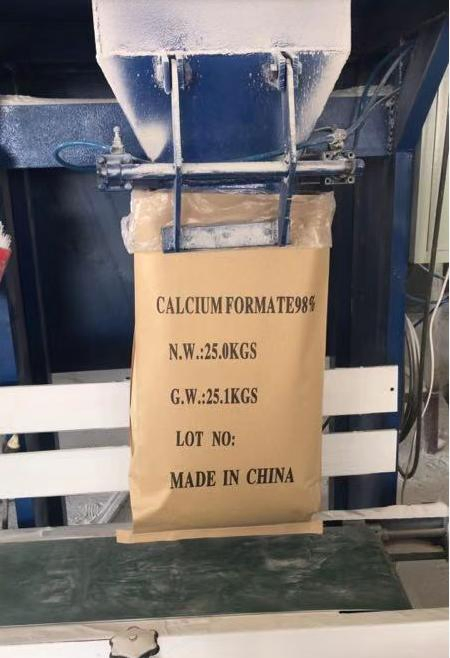 CALCIUM FORMATE98%
N.W.:25.0KGS
G.W.:25.1KGS
LOT NO:
MADE IN CHINA